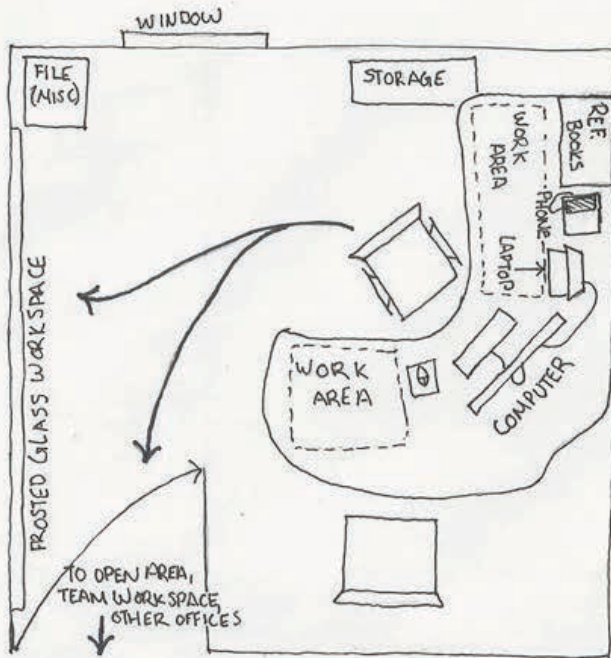 WINDOW
FILE
(MISC)
STORAGE
REF.
BOOKS
WORK
AREA
PHONE
LAPTOP
WORK
AREA
COMPUTER
FROSTED GLASS WORKSPACE
TO OPEN AREA,
TEAM WORKSPACE,
OTHER OFFICES